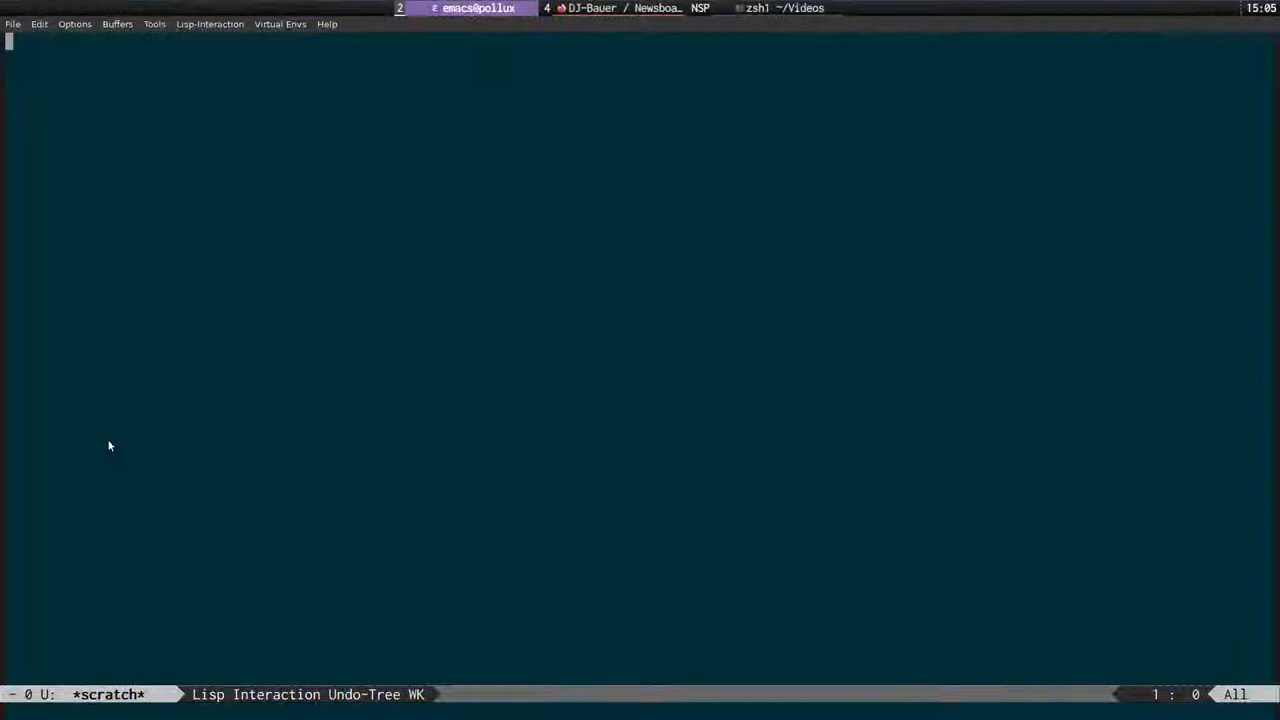 2 ε emacs@pollux 4 DJ-Bauer / Newsboa… NSP zsh1 ~/Videos 15:05
File Edit Options Buffers Tools Lisp-Interaction Virtual Envs Help
- 0 U: *scratch* Lisp Interaction Undo-Tree WK 1 : 0 All